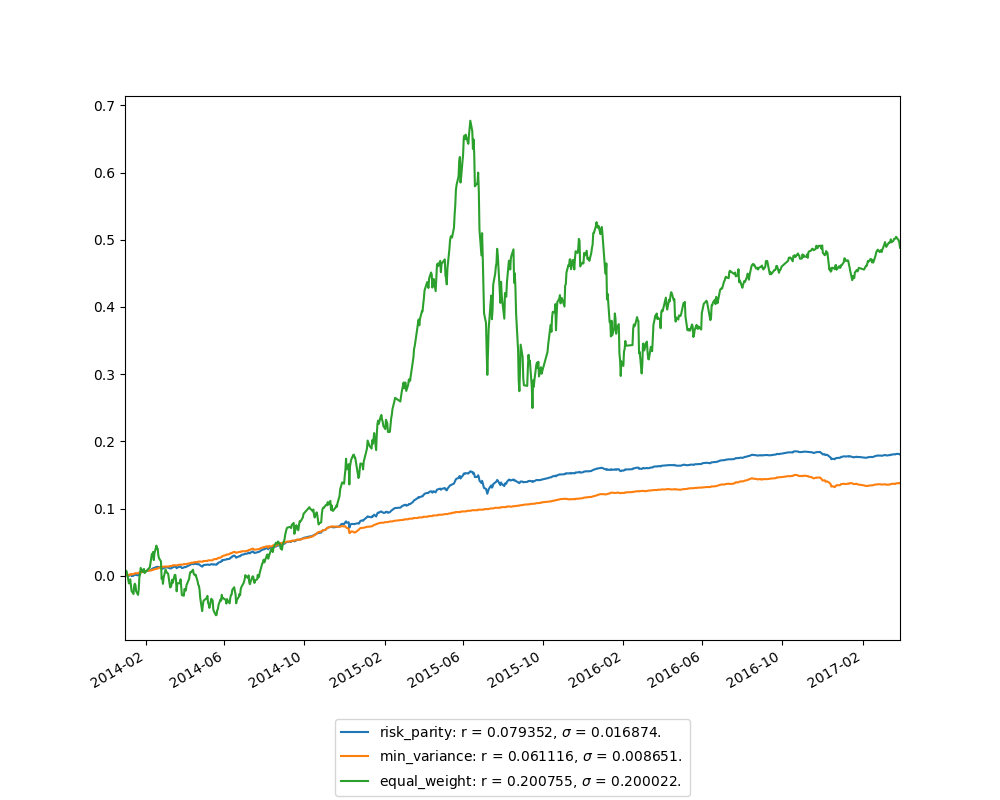 0.7
0.6
0.5
0.4
0.3
0.2
0.1
0.0
2014-02 2014-06 2014-10 2015-02 2015-06 2015-10 2016-02 2016-06 2016-10 2017-02
risk_parity: r = 0.079352, σ = 0.016874.
min_variance: r = 0.061116, σ = 0.008651.
equal_weight: r = 0.200755, σ = 0.200022.